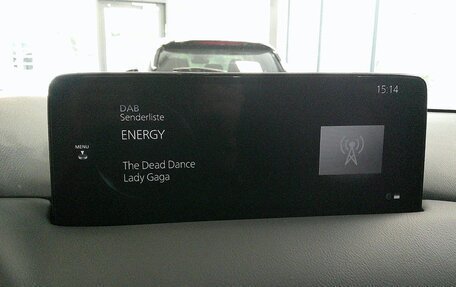 15:14
DAB
Senderliste
ENERGY
MENU
The Dead Dance
Lady Gaga